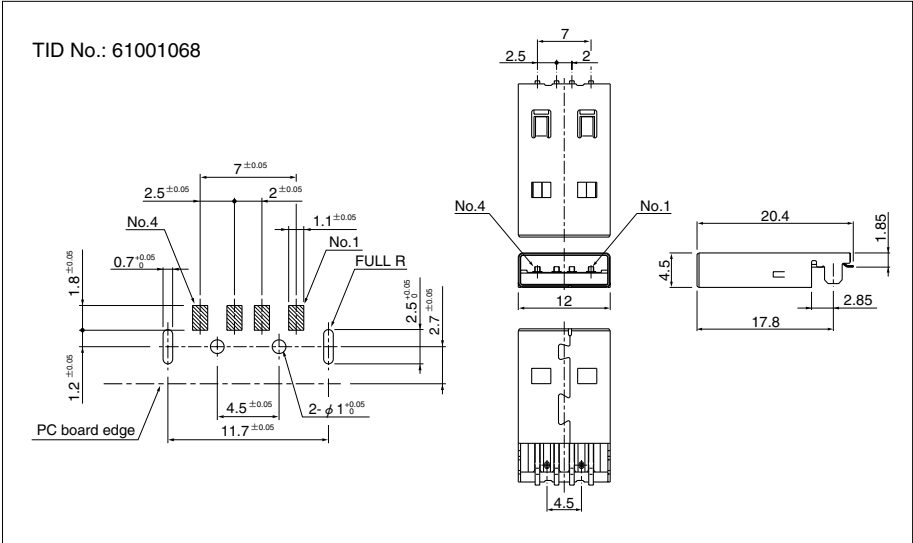 TID No.: 61001068
7
2.5
2
7 ±0.05
2.5 ±0.05
2 ±0.05
No.4
1.1 ±0.05
No.1
0.7 +0.05 0
FULL R
1.8 ±0.05
2.5 +0.05 0
2.7 ±0.05
1.2 ±0.05
4.5 ±0.05
2- φ 1 +0.05 0
PC board edge
11.7 ±0.05
No.4
No.1
12
20.4
1.85
4.5
2.85
17.8
4.5